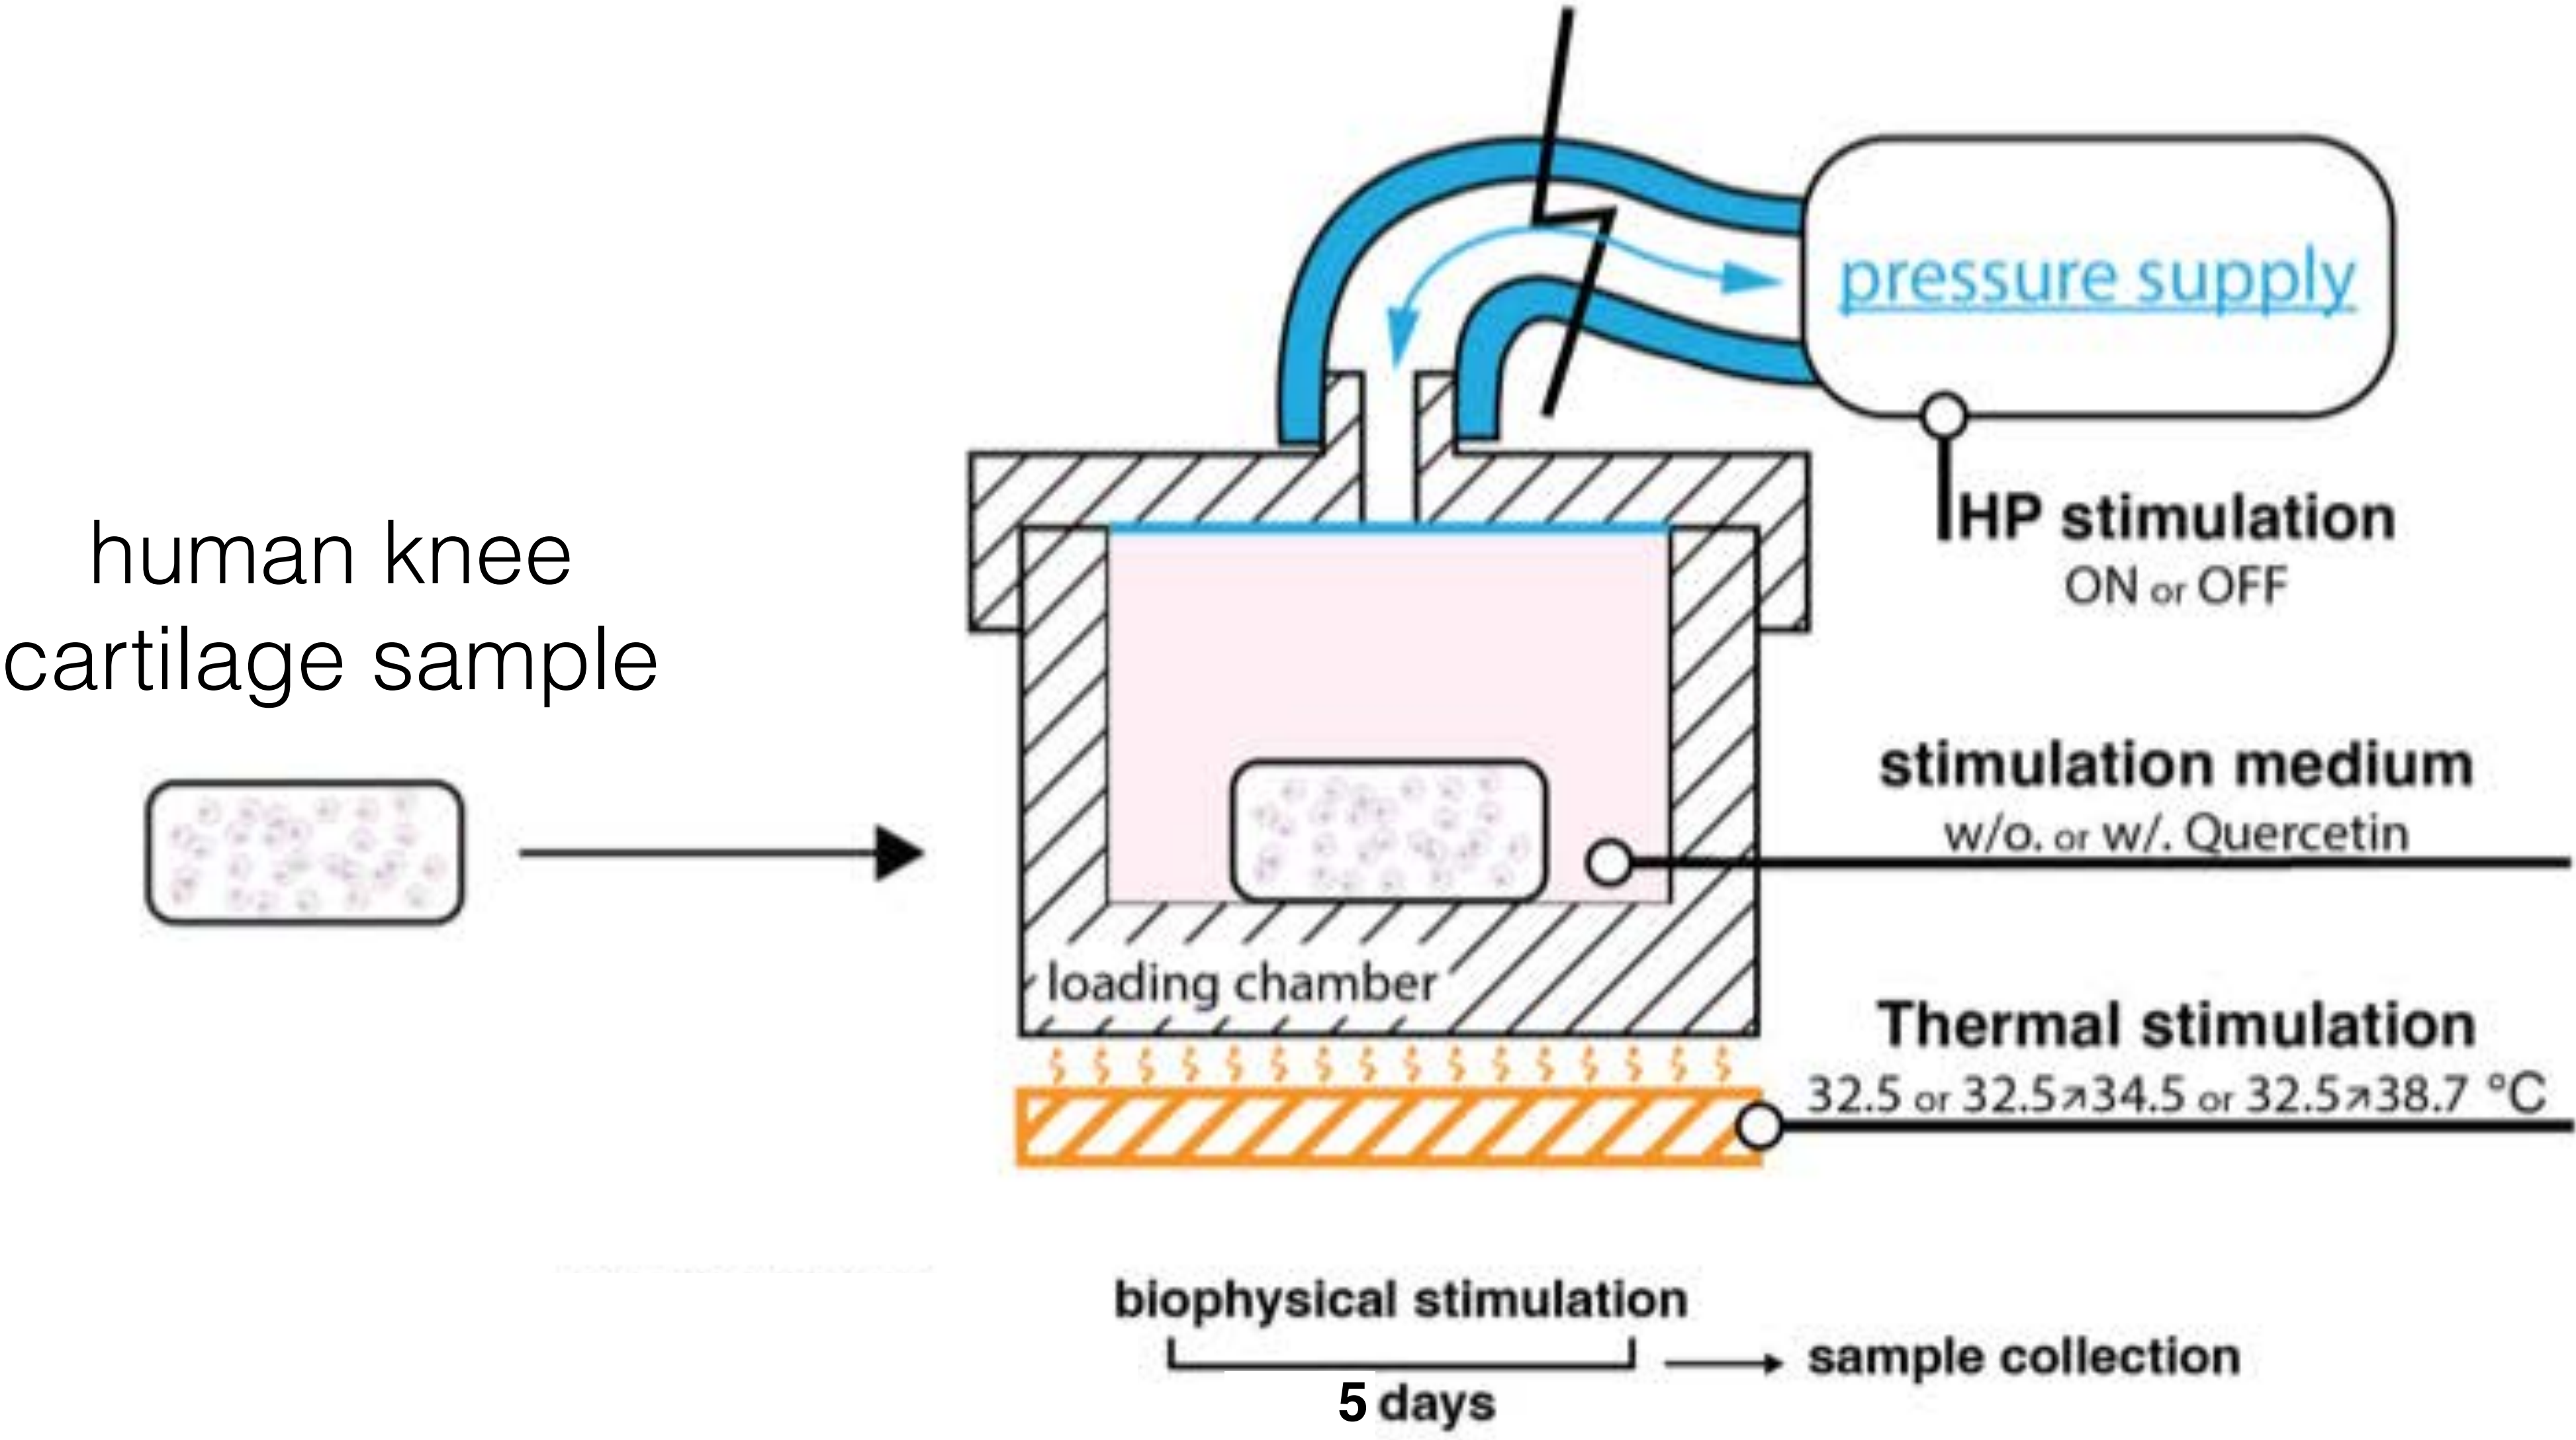 human knee
cartilage sample
pressure supply
HP stimulation
ON or OFF
stimulation medium
w/o. or w/. Quercetin
loading chamber
Thermal stimulation
32.5 or 32.5↗34.5 or 32.5↗38.7 °C
biophysical stimulation
sample collection
5 days